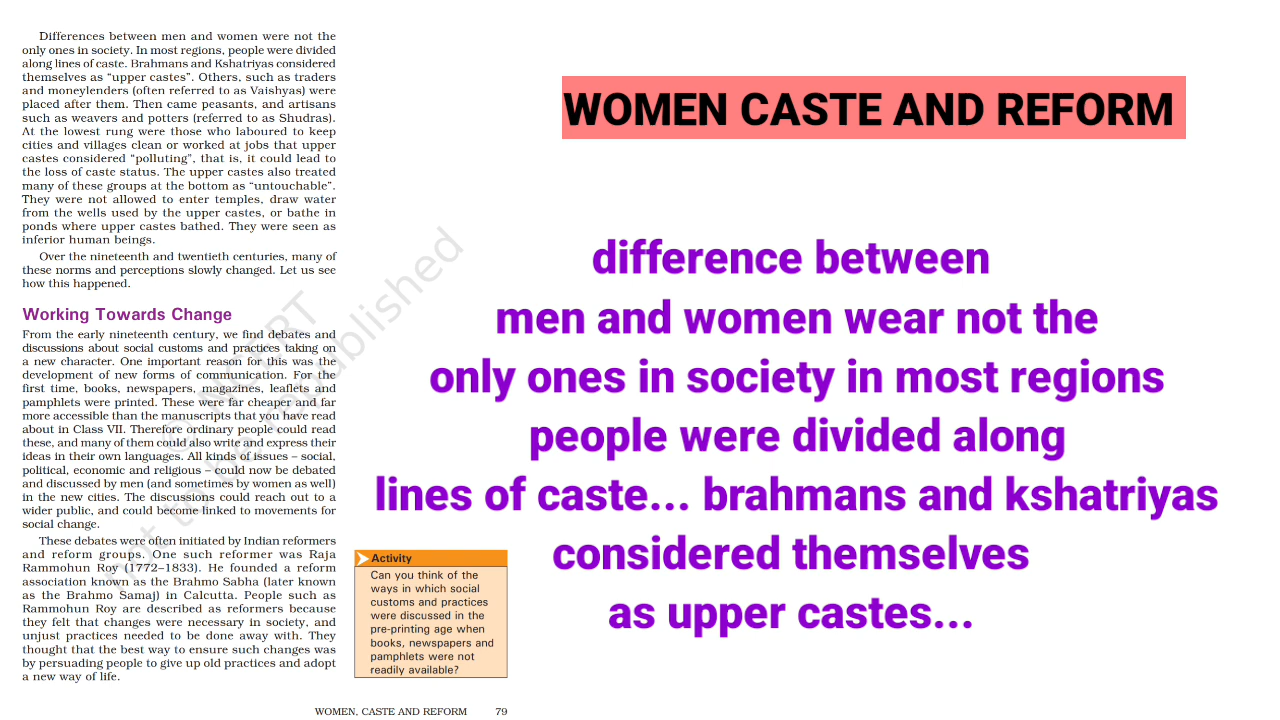 Differences between men and women were not the
only ones in society. In most regions, people were divided
along lines of caste. Brahmans and Kshatriyas considered
themselves as “upper castes”. Others, such as traders
and moneylenders (often referred to as Vaishyas) were
placed after them. Then came peasants, and artisans
such as weavers and potters (referred to as Shudras).
At the lowest rung were those who laboured to keep
cities and villages clean or worked at jobs that upper
castes considered “polluting”, that is, it could lead to
the loss of caste status. The upper castes also treated
many of these groups at the bottom as “untouchable”.
They were not allowed to enter temples, draw water
from the wells used by the upper castes, or bathe in
ponds where upper castes bathed. They were seen as
inferior human beings.
Over the nineteenth and twentieth centuries, many of
these norms and perceptions slowly changed. Let us see
how this happened.
Working Towards Change
From the early nineteenth century, we find debates and
discussions about social customs and practices taking on
a new character. One important reason for this was the
development of new forms of communication. For the
first time, books, newspapers, magazines, leaflets and
pamphlets were printed. These were far cheaper and far
more accessible than the manuscripts that you have read
about in Class VII. Therefore ordinary people could read
these, and many of them could also write and express their
ideas in their own languages. All kinds of issues – social,
political, economic and religious – could now be debated
and discussed by men (and sometimes by women as well)
in the new cities. The discussions could reach out to a
wider public, and could become linked to movements for
social change.
These debates were often initiated by Indian reformers
and reform groups. One such reformer was Raja
Rammohun Roy (1772–1833). He founded a reform
association known as the Brahmo Sabha (later known
as the Brahmo Samaj) in Calcutta. People such as
Rammohun Roy are described as reformers because
they felt that changes were necessary in society, and
unjust practices needed to be done away with. They
thought that the best way to ensure such changes was
by persuading people to give up old practices and adopt
a new way of life.
Activity
Can you think of the
ways in which social
customs and practices
were discussed in the
pre-printing age when
books, newspapers and
pamphlets were not
readily available?
WOMEN, CASTE AND REFORM 79
© NCERT
not to be republished
WOMEN CASTE AND REFORM
difference between
men and women wear not the
only ones in society in most regions
people were divided along
lines of caste... brahmans and kshatriyas
considered themselves
as upper castes...